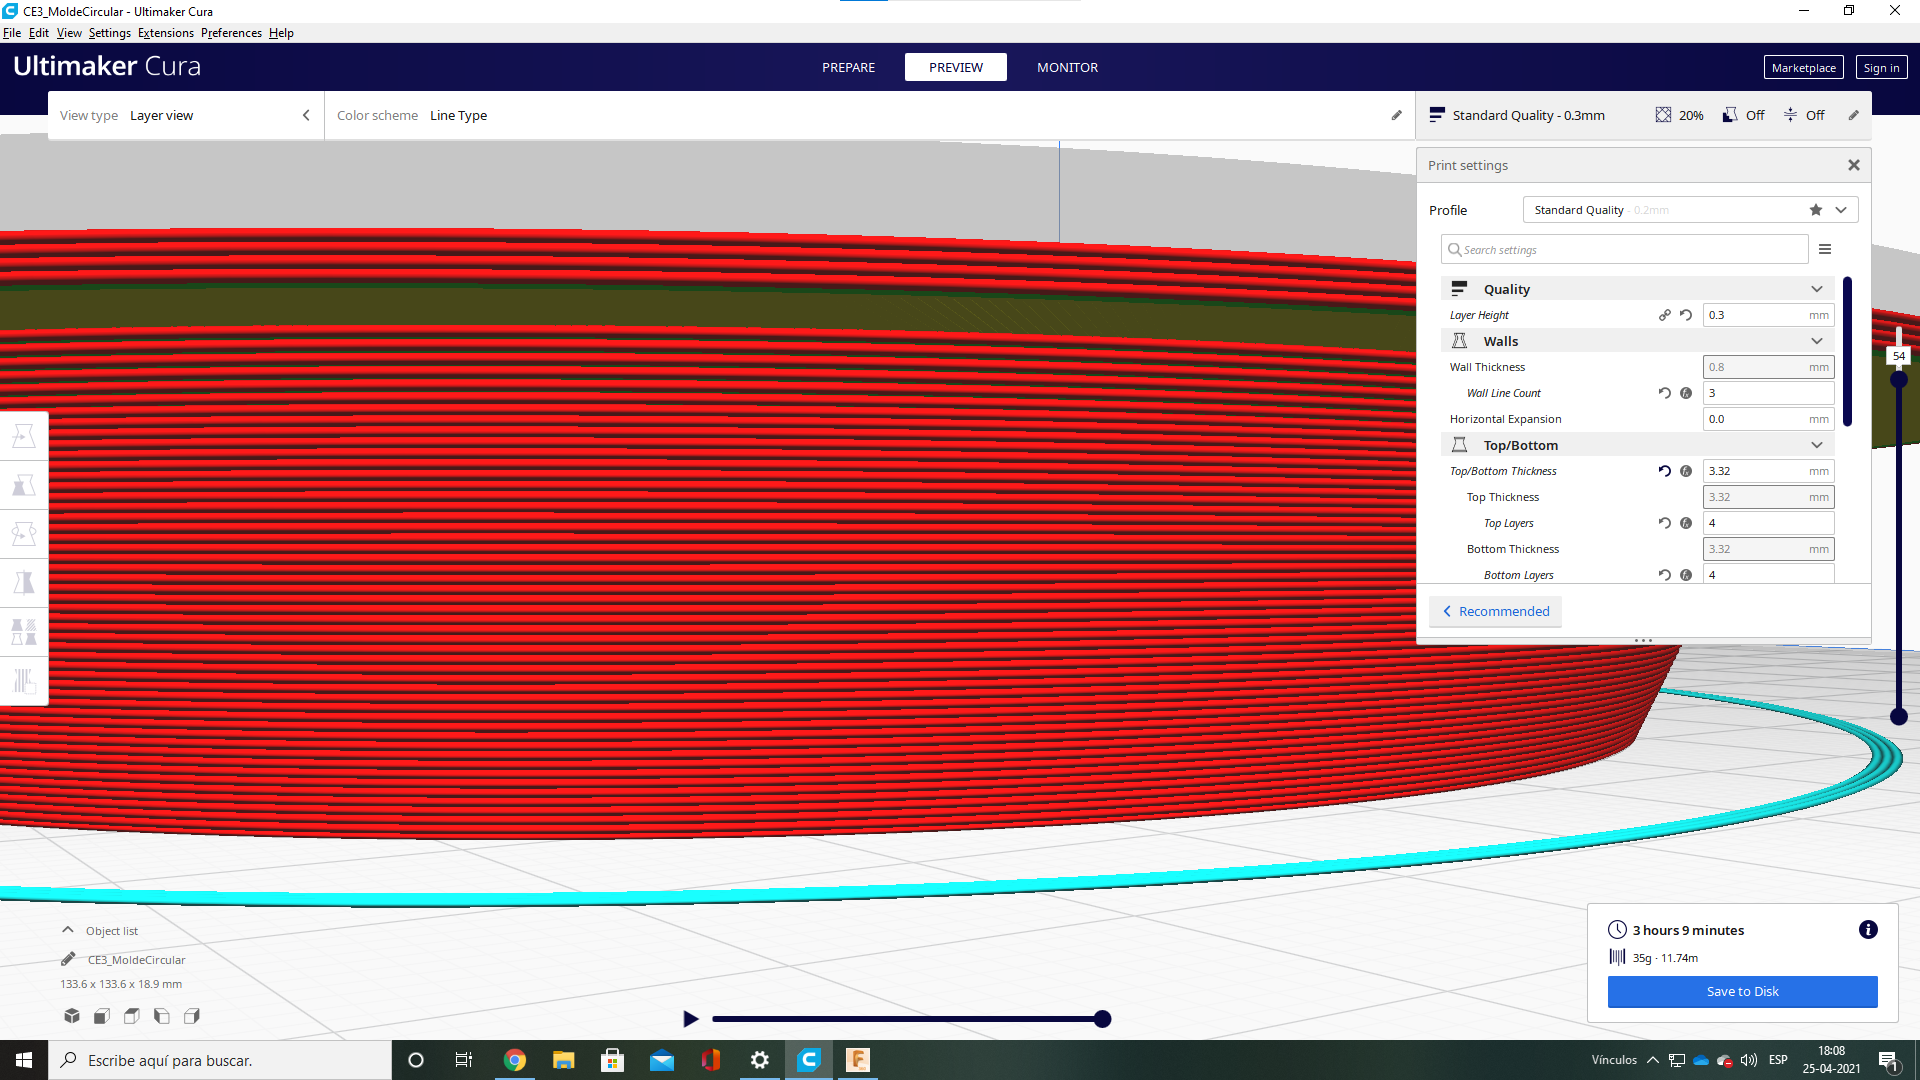 CE3_MoldeCircular - Ultimaker Cura
File Edit View Settings Extensions Preferences Help
Ultimaker Cura
PREPARE PREVIEW MONITOR
Marketplace Sign in
View type Layer view
Color scheme Line Type
Standard Quality - 0.3mm 20% Off Off
Print settings
Profile Standard Quality - 0.2mm
Search settings
Quality
Layer Height 0.3 mm
Walls
Wall Thickness 0.8 mm
Wall Line Count 3
Horizontal Expansion 0.0 mm
Top/Bottom
Top/Bottom Thickness 3.32 mm
Top Thickness 3.32 mm
Top Layers 4
Bottom Thickness 3.32 mm
Bottom Layers 4
Recommended
54
Object list
CE3_MoldeCircular
133.6 x 133.6 x 18.9 mm
3 hours 9 minutes
35g · 11.74m
Save to Disk
Escribe aquí para buscar.
Vínculos ESP
18:08
25-04-2021
1